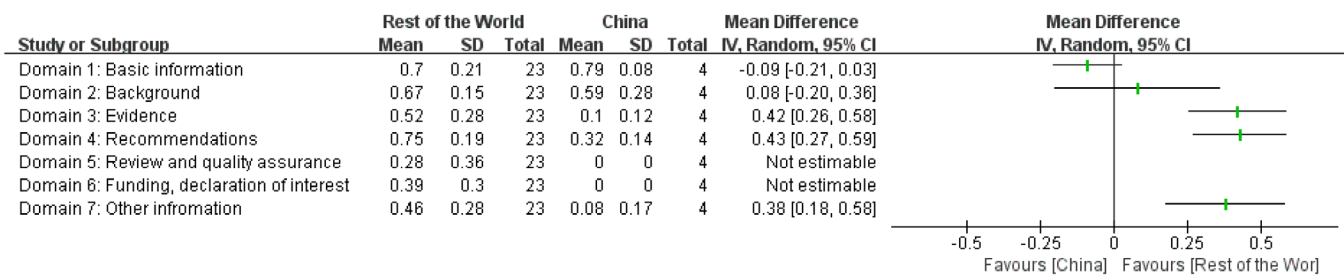 Rest of the World China Mean Difference Mean Difference
Study or Subgroup Mean SD Total Mean SD Total IV, Random, 95% CI IV, Random, 95% CI
Domain 1: Basic information 0.7 0.21 23 0.79 0.08 4 -0.09 [-0.21, 0.03]
Domain 2: Background 0.67 0.15 23 0.59 0.28 4 0.08 [-0.20, 0.36]
Domain 3: Evidence 0.52 0.28 23 0.1 0.12 4 0.42 [0.26, 0.58]
Domain 4: Recommendations 0.75 0.19 23 0.32 0.14 4 0.43 [0.27, 0.59]
Domain 5: Review and quality assurance 0.28 0.36 23 0 0 4 Not estimable
Domain 6: Funding, declaration of interest 0.39 0.3 23 0 0 4 Not estimable
Domain 7: Other infromation 0.46 0.28 23 0.08 0.17 4 0.38 [0.18, 0.58]
-0.5 -0.25 0 0.25 0.5
Favours [China] Favours [Rest of the Wor]